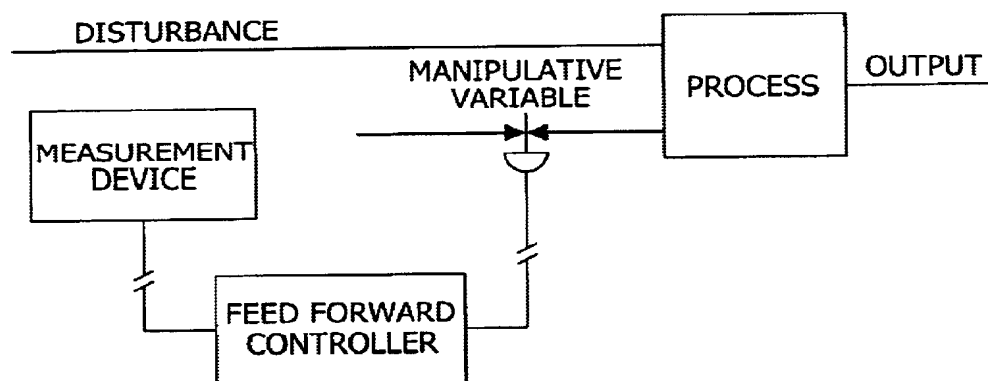 DISTURBANCE
MANIPULATIVE
VARIABLE
PROCESS
OUTPUT
MEASUREMENT
DEVICE
FEED FORWARD
CONTROLLER